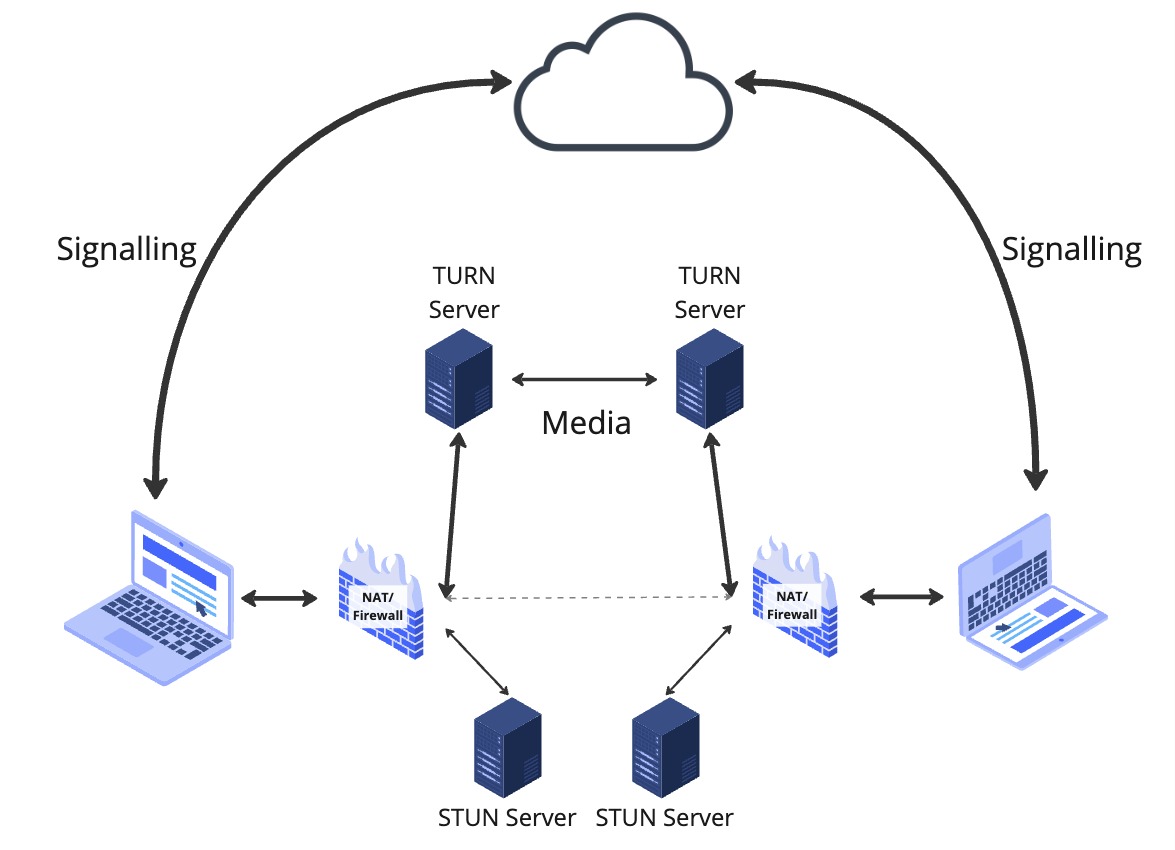 Signalling
Signalling
TURN
Server
TURN
Server
Media
NAT/
Firewall
NAT/
Firewall
STUN Server
STUN Server